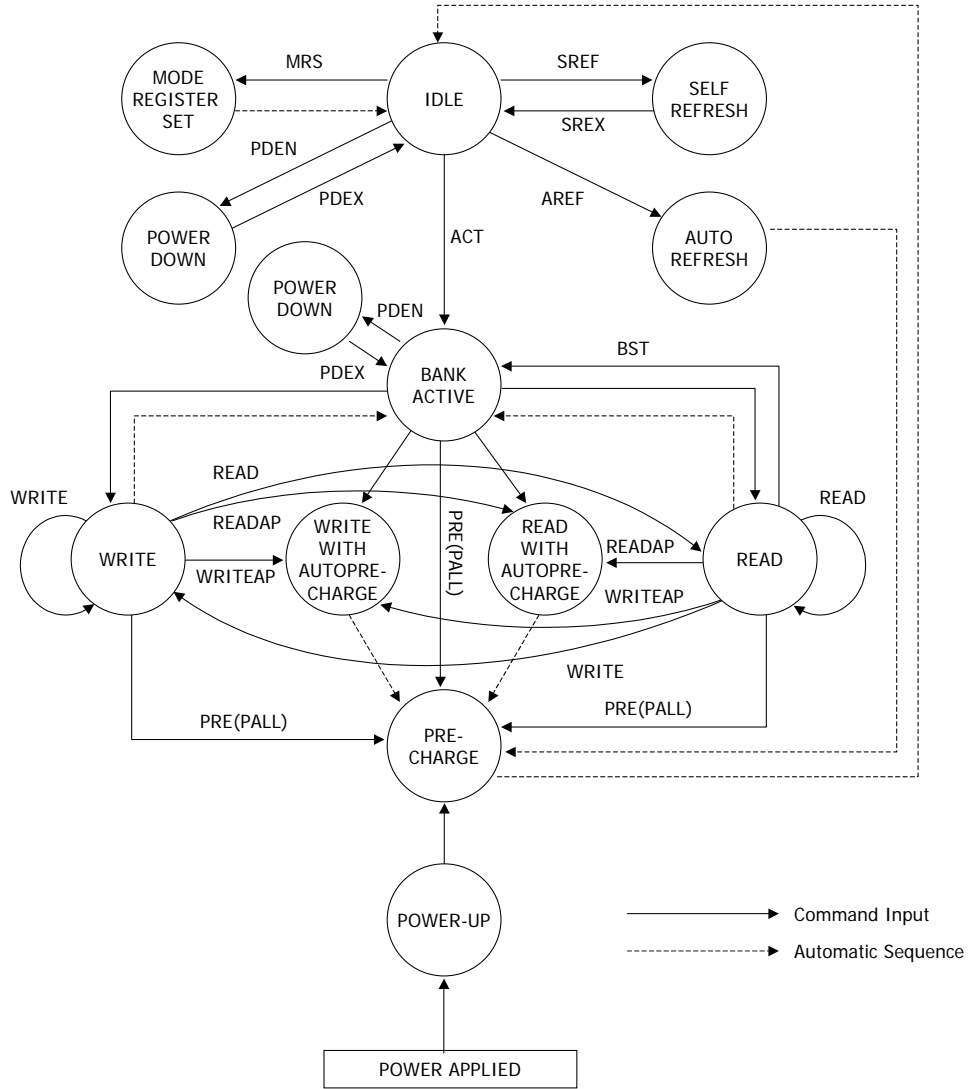 MRS
SREF
MODE
REGISTER
SET
IDLE
SELF
REFRESH
SREX
PDEN
PDEX
AREF
POWER
DOWN
ACT
AUTO
REFRESH
POWER
DOWN
PDEN
PDEX
BST
BANK
ACTIVE
WRITE
READ
READ
READAP
WRITE
WRITEAP
WRITE
WITH
AUTOPRE-
CHARGE
PRE(PALL)
READ
WITH
AUTOPRE-
CHARGE
READAP
READ
WRITEAP
WRITE
PRE(PALL)
PRE(PALL)
PRE-
CHARGE
POWER-UP
Command Input
Automatic Sequence
POWER APPLIED